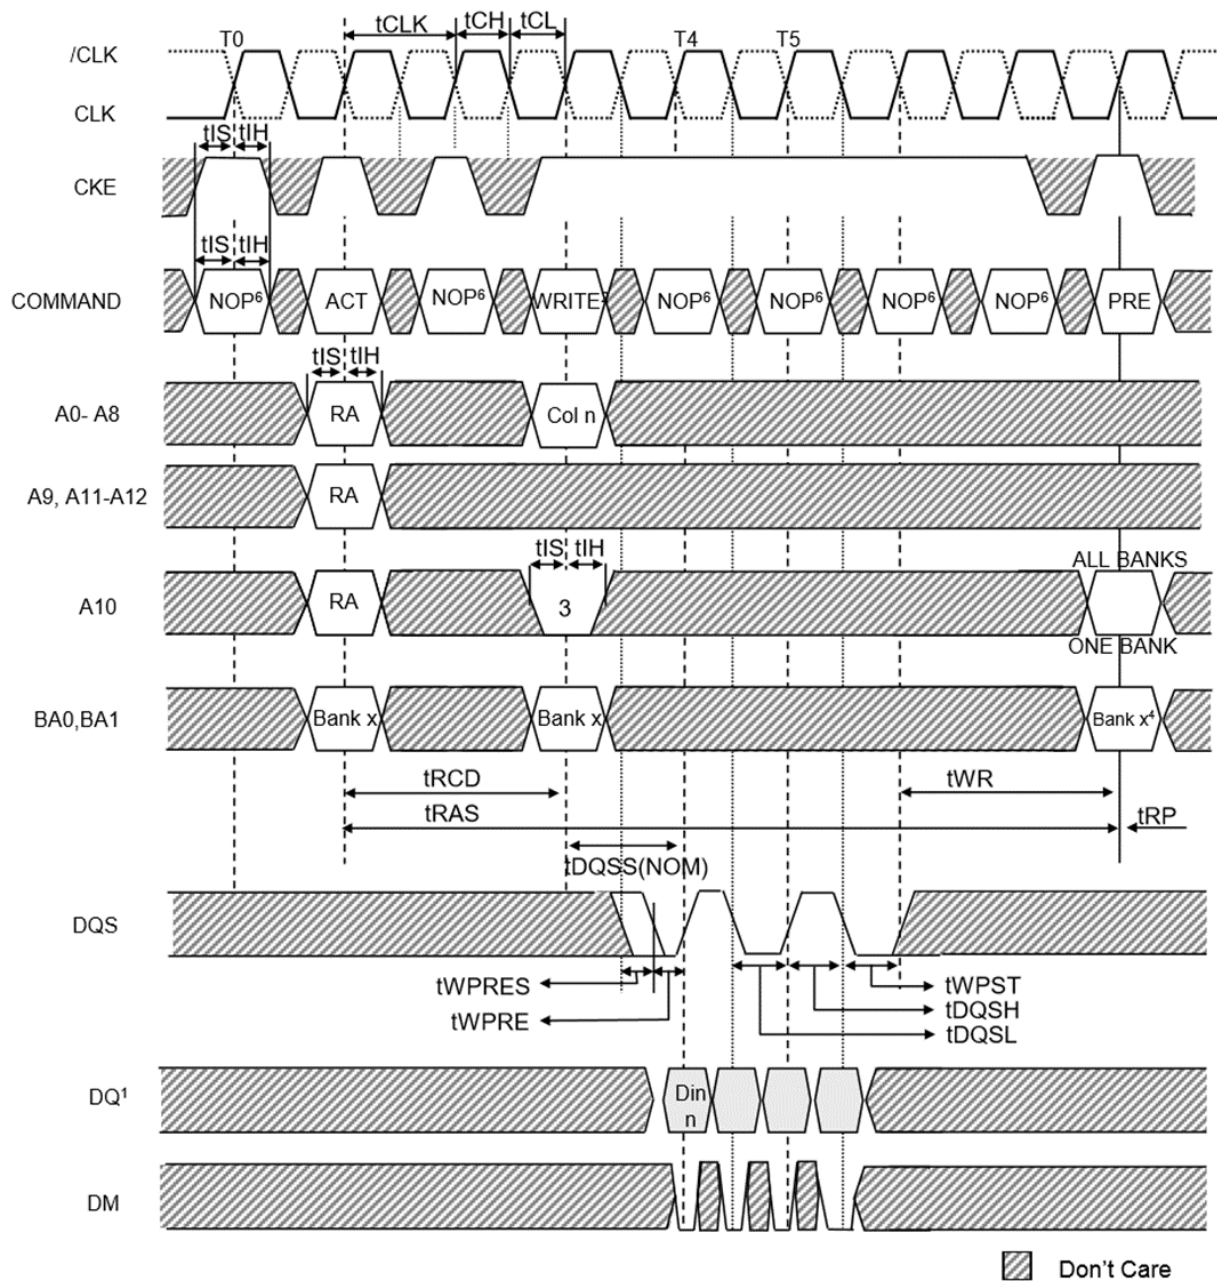 tCLK tCH tCL
T0 T4 T5
/CLK
CLK
tIS tIH
CKE
tIS tIH
COMMAND NOP⁶ ACT NOP⁶ WRITE² NOP⁶ NOP⁶ NOP⁶ NOP⁶ PRE
tIS tIH
A0- A8 RA Col n
A9, A11-A12 RA
tIS tIH ALL BANKS
A10 RA 3
ONE BANK
BA0,BA1 Bank x Bank x Bank x⁴
tRCD tWR
tRAS tRP
tDQSS(NOM)
DQS
tWPRES tWPST
tDQSH
tWPRE
tDQSL
DQ¹ Din
n
DM
Don't Care